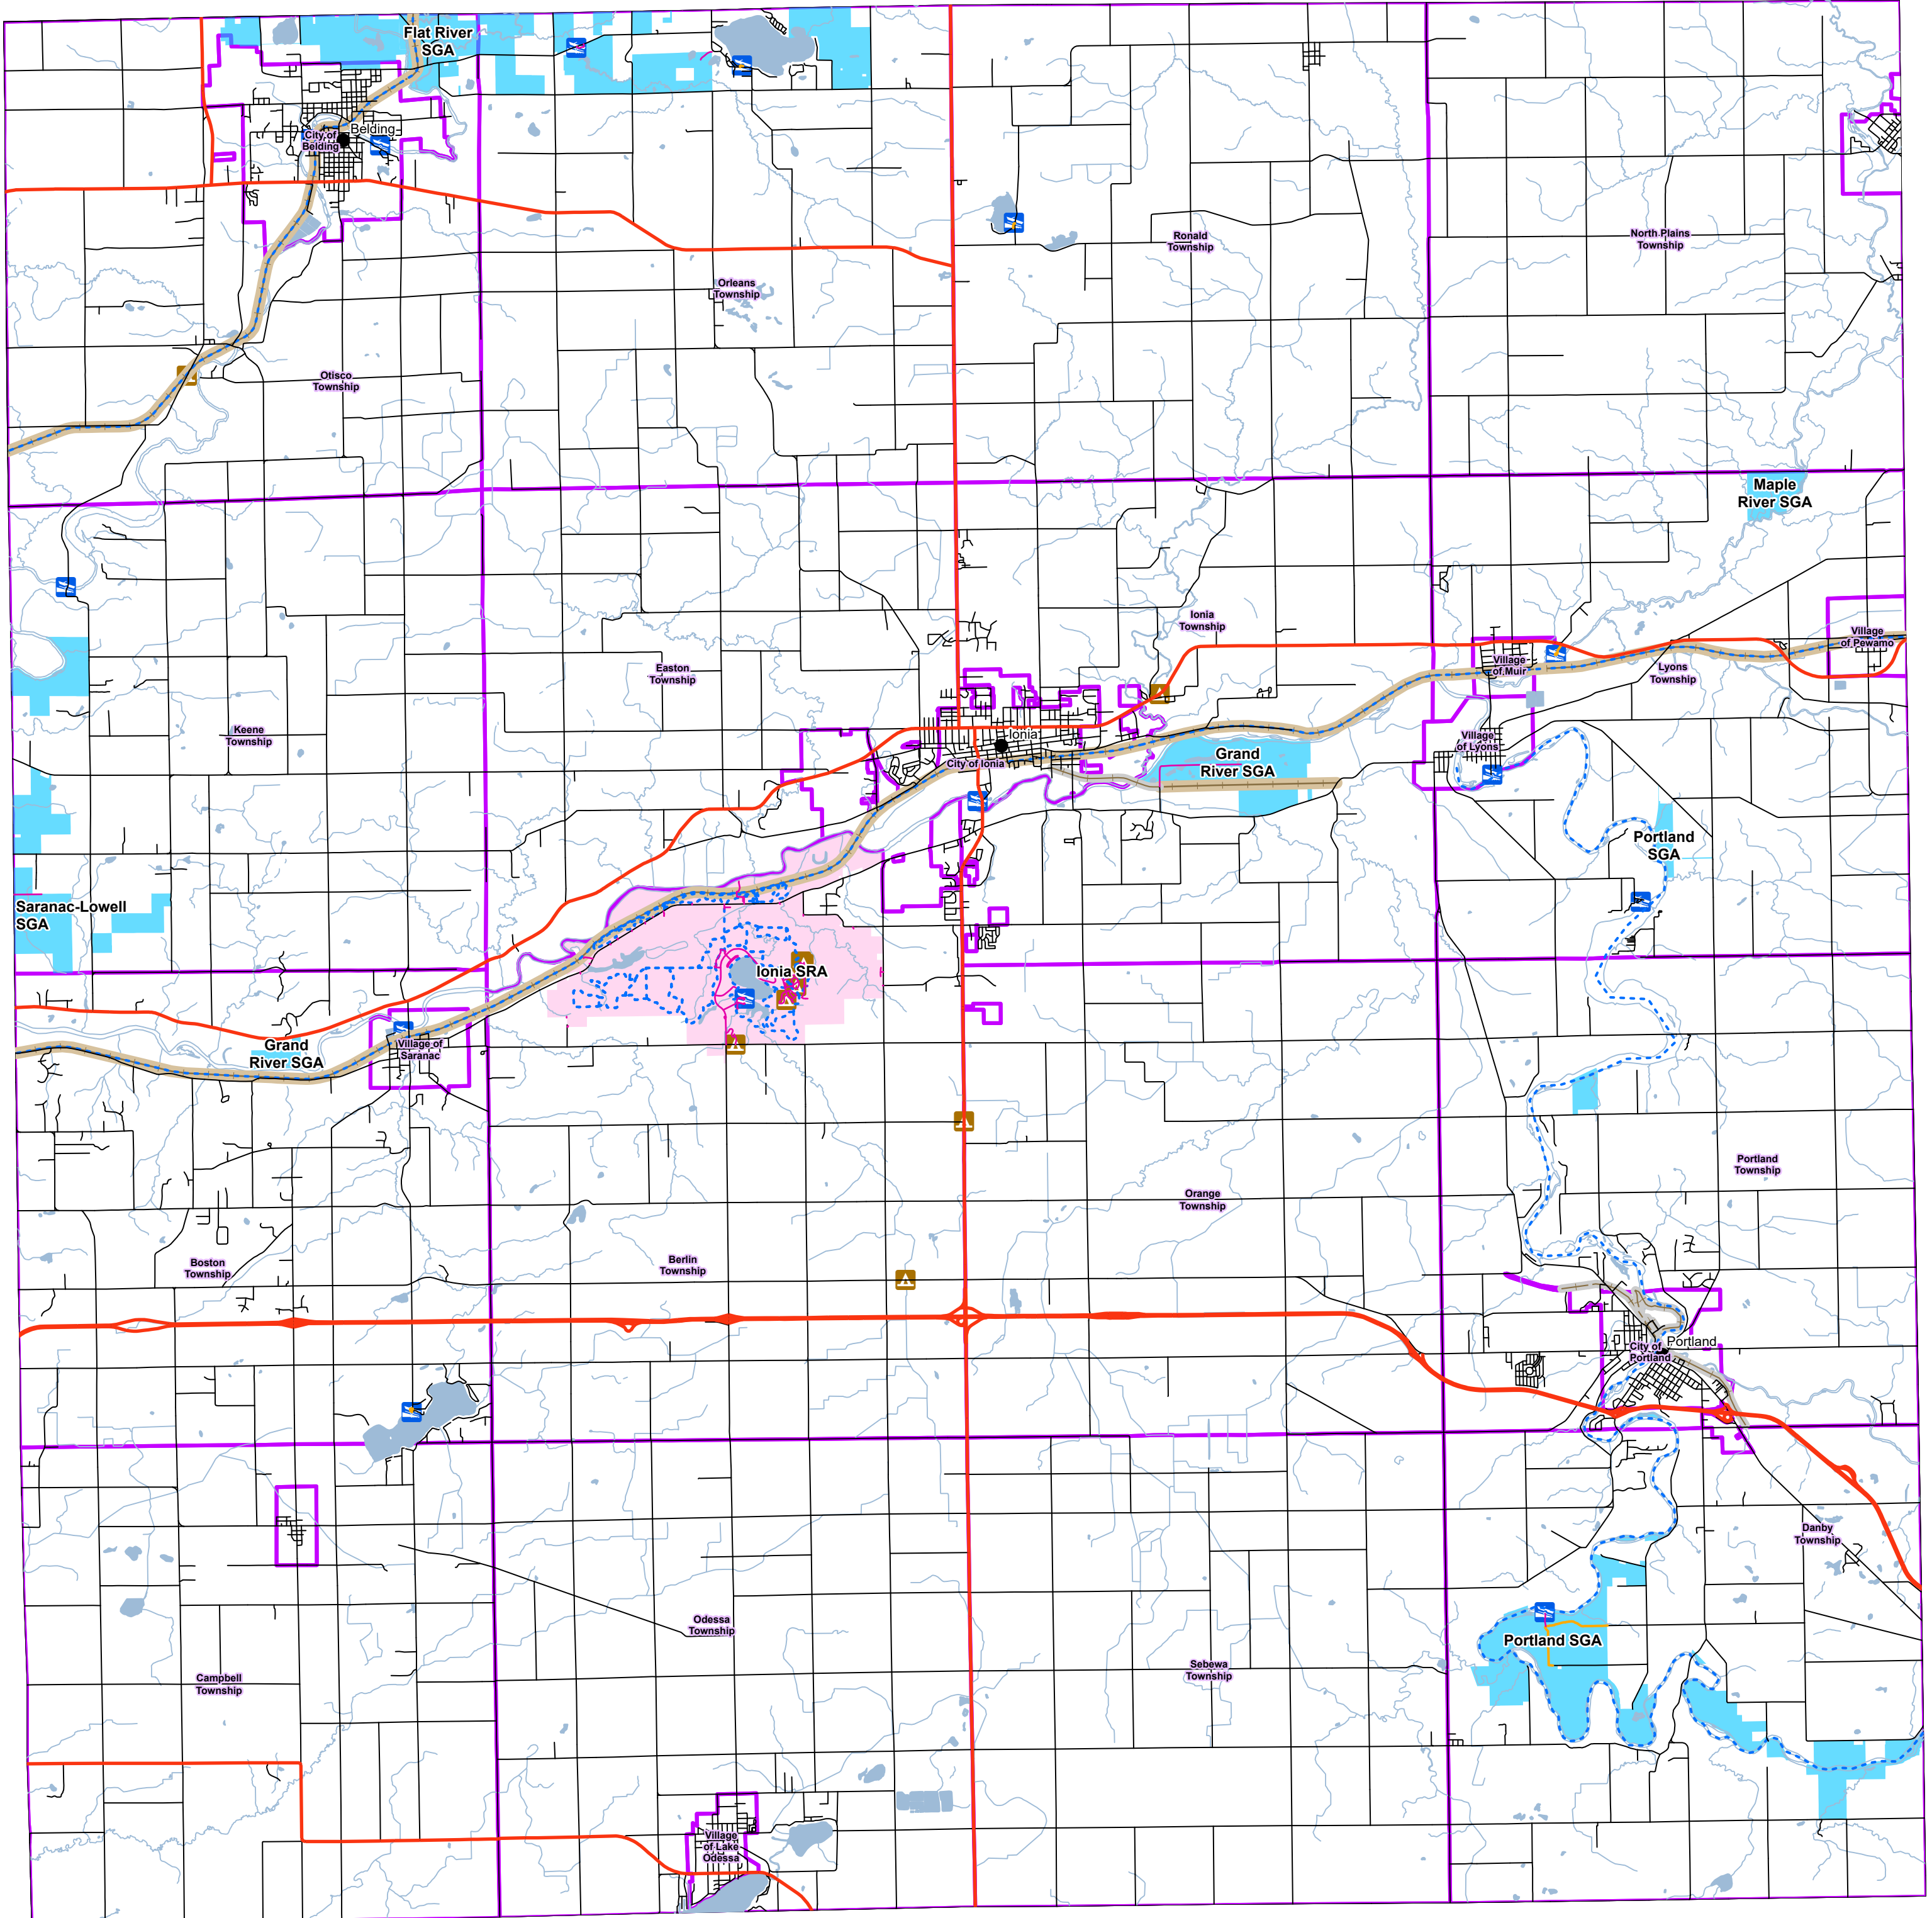 Flat River
SGA
City of
Belding
Belding
Ronald
Township
North Plains
Township
Orleans
Township
Otisco
Township
Maple
River SGA
Ionia
Township
Village
of Pewamo
Village
of Muir
Lyons
Township
Easton
Township
Keene
Township
Ionia
City of Ionia
Grand
River SGA
Village
of Lyons
Portland
SGA
Saranac-Lowell
SGA
Ionia SRA
Grand
River SGA
Village of
Saranac
Portland
Township
Orange
Township
Boston
Township
Berlin
Township
Portland
City of
Portland
Danby
Township
Odessa
Township
Portland SGA
Sebewa
Township
Campbell
Township
Village
of Lake
Odessa